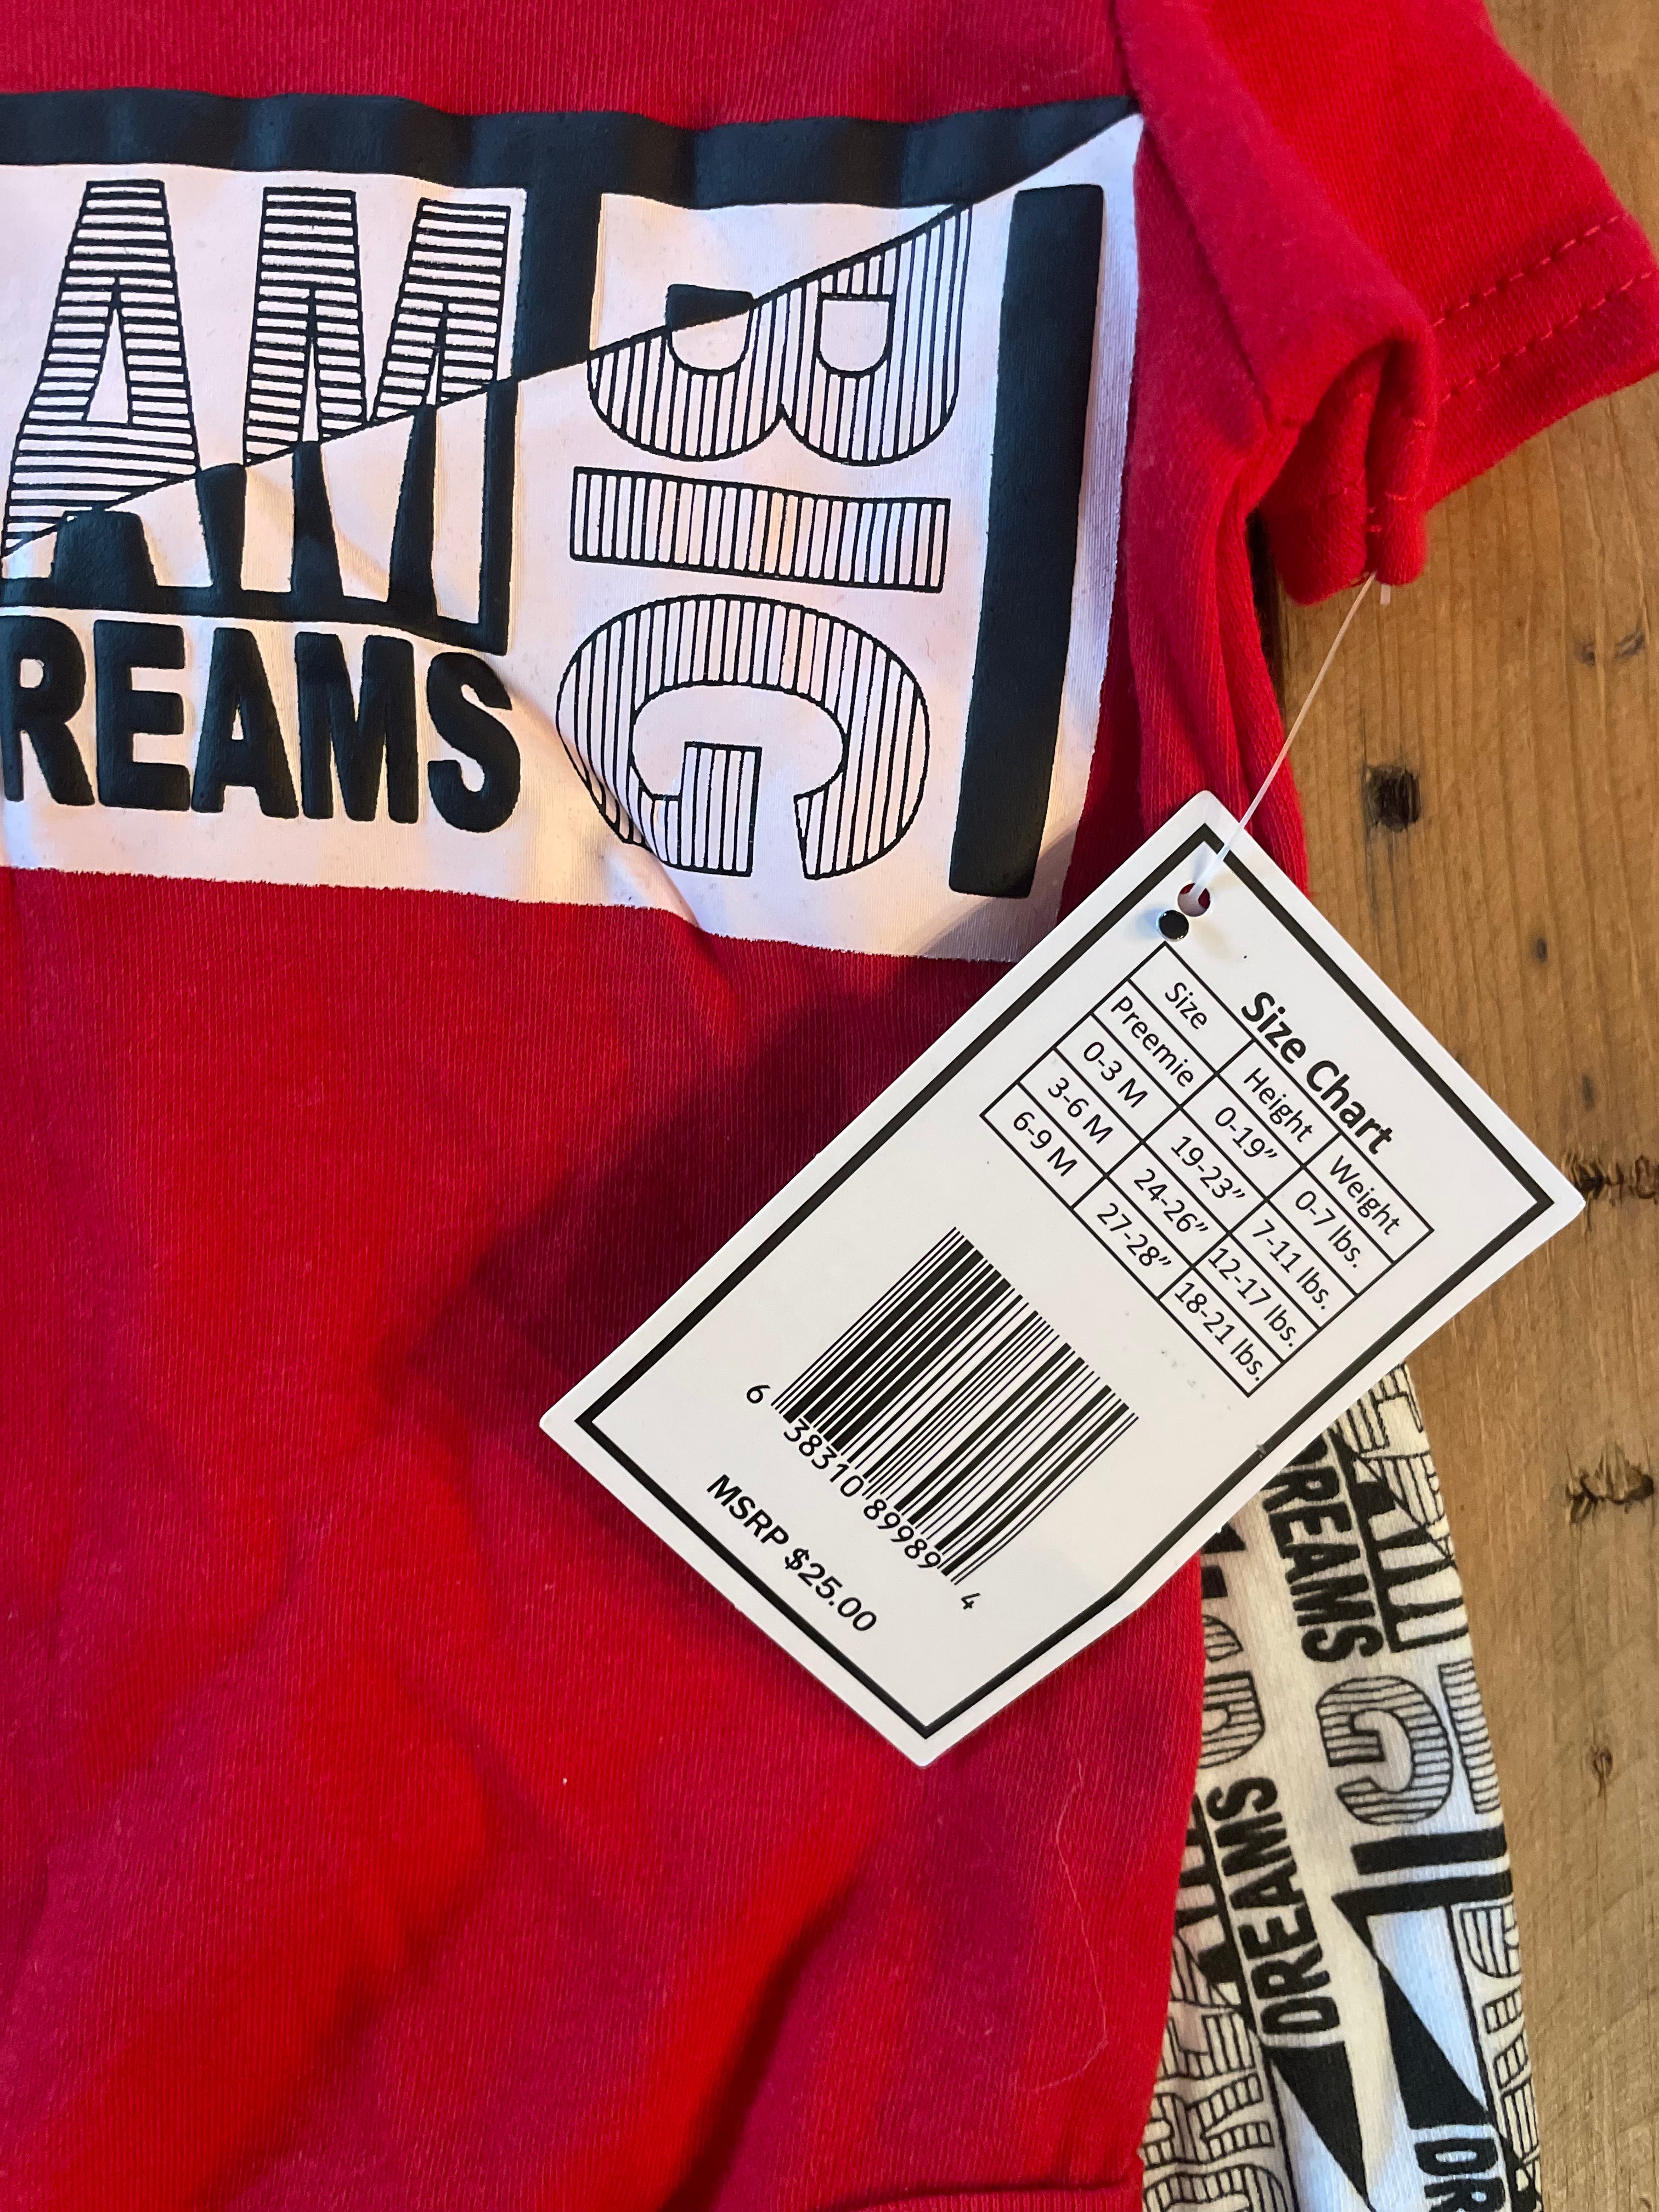 AM
REAMS
BIG
Size Chart
Size Height Weight
Preemie 0-19" 0-7 lbs.
0-3 M 19-23" 7-11 lbs.
3-6 M 24-26" 12-17 lbs.
6-9 M 27-28" 18-21 lbs.
6 38310 89989 4
MSRP $25.00
DREAMS
DREAMS